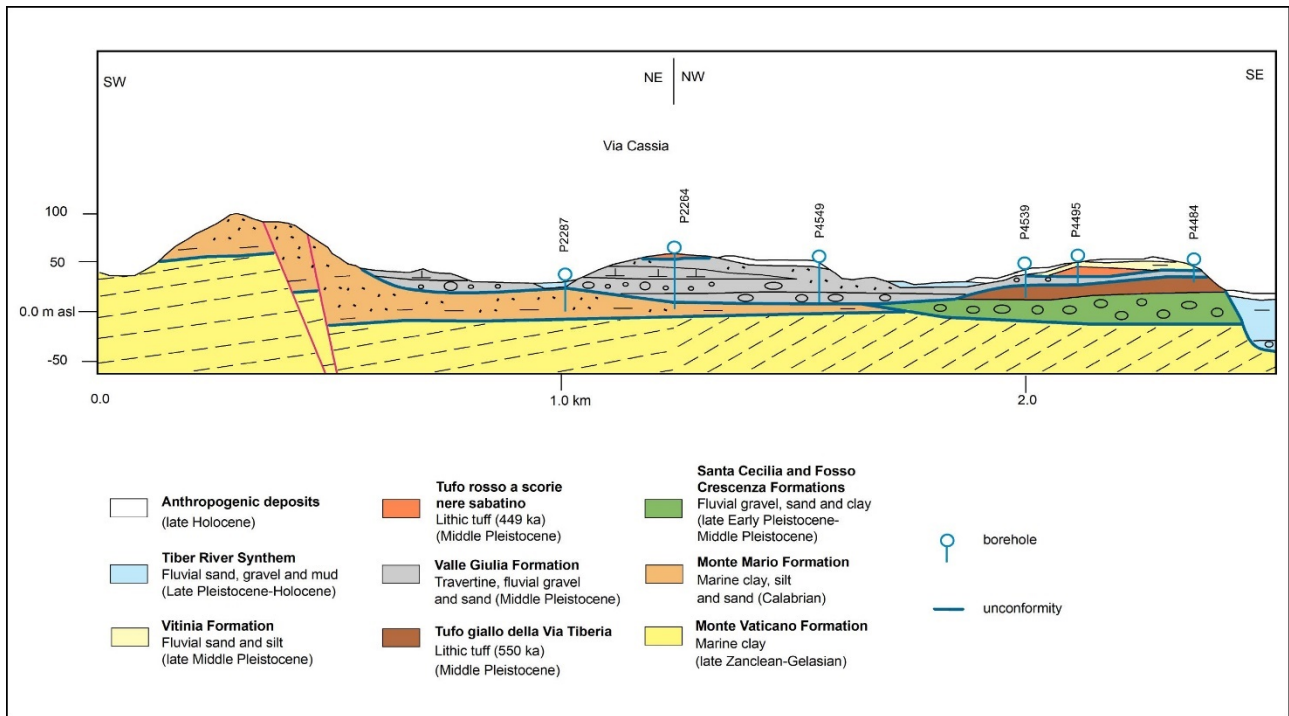 SW
NE
NW
SE
Via Cassia
P2287
P2264
P4549
P4539
P4495
P4484
100
50
0.0 m asl
-50
0.0
1.0 km
2.0
Anthropogenic deposits
(late Holocene)
Tiber River Synthem
Fluvial sand, gravel and mud
(Late Pleistocene-Holocene)
Vitinia Formation
Fluvial sand and silt
(late Middle Pleistocene)
Tufo rosso a scorie
nere sabatino
Lithic tuff (449 ka)
(Middle Pleistocene)
Valle Giulia Formation
Travertine, fluvial gravel
and sand (Middle Pleistocene)
Tufo giallo della Via Tiberia
Lithic tuff (550 ka)
(Middle Pleistocene)
Santa Cecilia and Fosso
Crescenza Formations
Fluvial gravel, sand and clay
(late Early Pleistocene-
Middle Pleistocene)
Monte Mario Formation
Marine clay, silt
and sand (Calabrian)
Monte Vaticano Formation
Marine clay
(late Zanclean-Gelasian)
borehole
unconformity